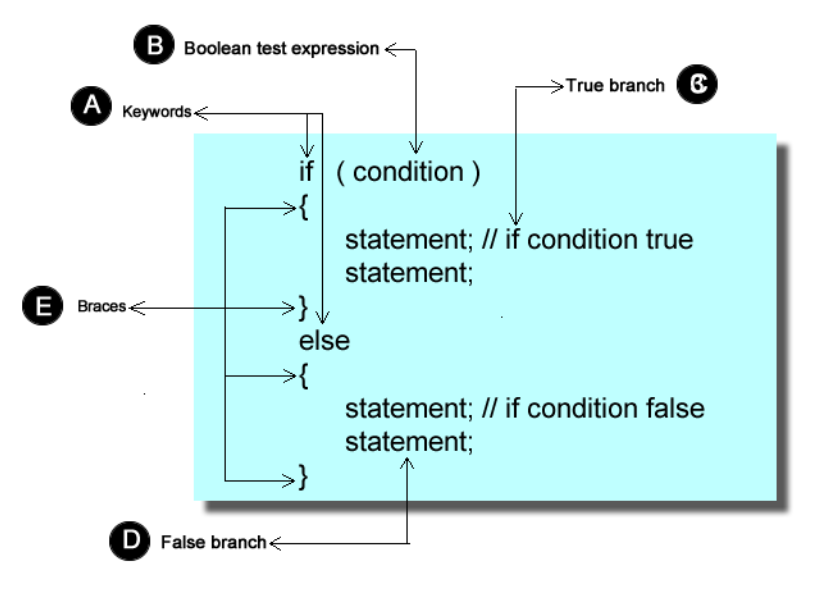 B Boolean test expression
True branch C
A Keywords
if ( condition )
{
statement; // if condition true
statement;
E Braces
}
else
{
statement; // if condition false
statement;
}
D False branch